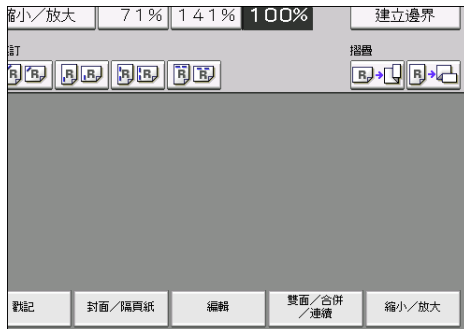 縮小／放大 71% 141% 100% 建立邊界
訂 摺疊
戳記 封面／隔頁紙 編輯 雙面／合併 縮小／放大
／連續